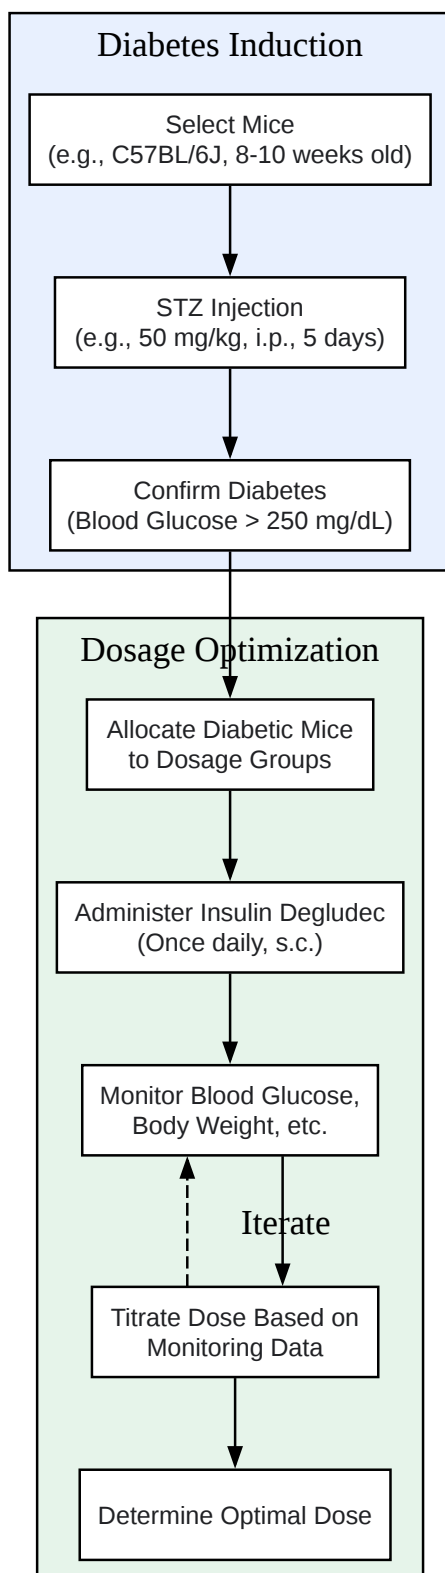 Diabetes Induction
Select Mice
(e.g., C57BL/6J, 8-10 weeks old)
STZ Injection
(e.g., 50 mg/kg, i.p., 5 days)
Confirm Diabetes
(Blood Glucose > 250 mg/dL)
Dosage Optimization
Allocate Diabetic Mice
to Dosage Groups
Administer Insulin Degludec
(Once daily, s.c.)
Monitor Blood Glucose,
Body Weight, etc.
Iterate
Titrate Dose Based on
Monitoring Data
Determine Optimal Dose